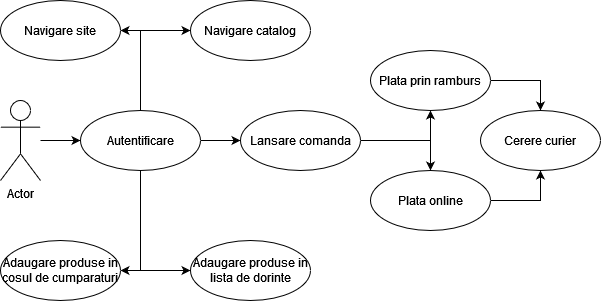 Navigare site
Navigare catalog
Plata prin ramburs
Actor
Autentificare
Lansare comanda
Cerere curier
Plata online
Adaugare produse in
cosul de cumparaturi
Adaugare produse in
lista de dorinte